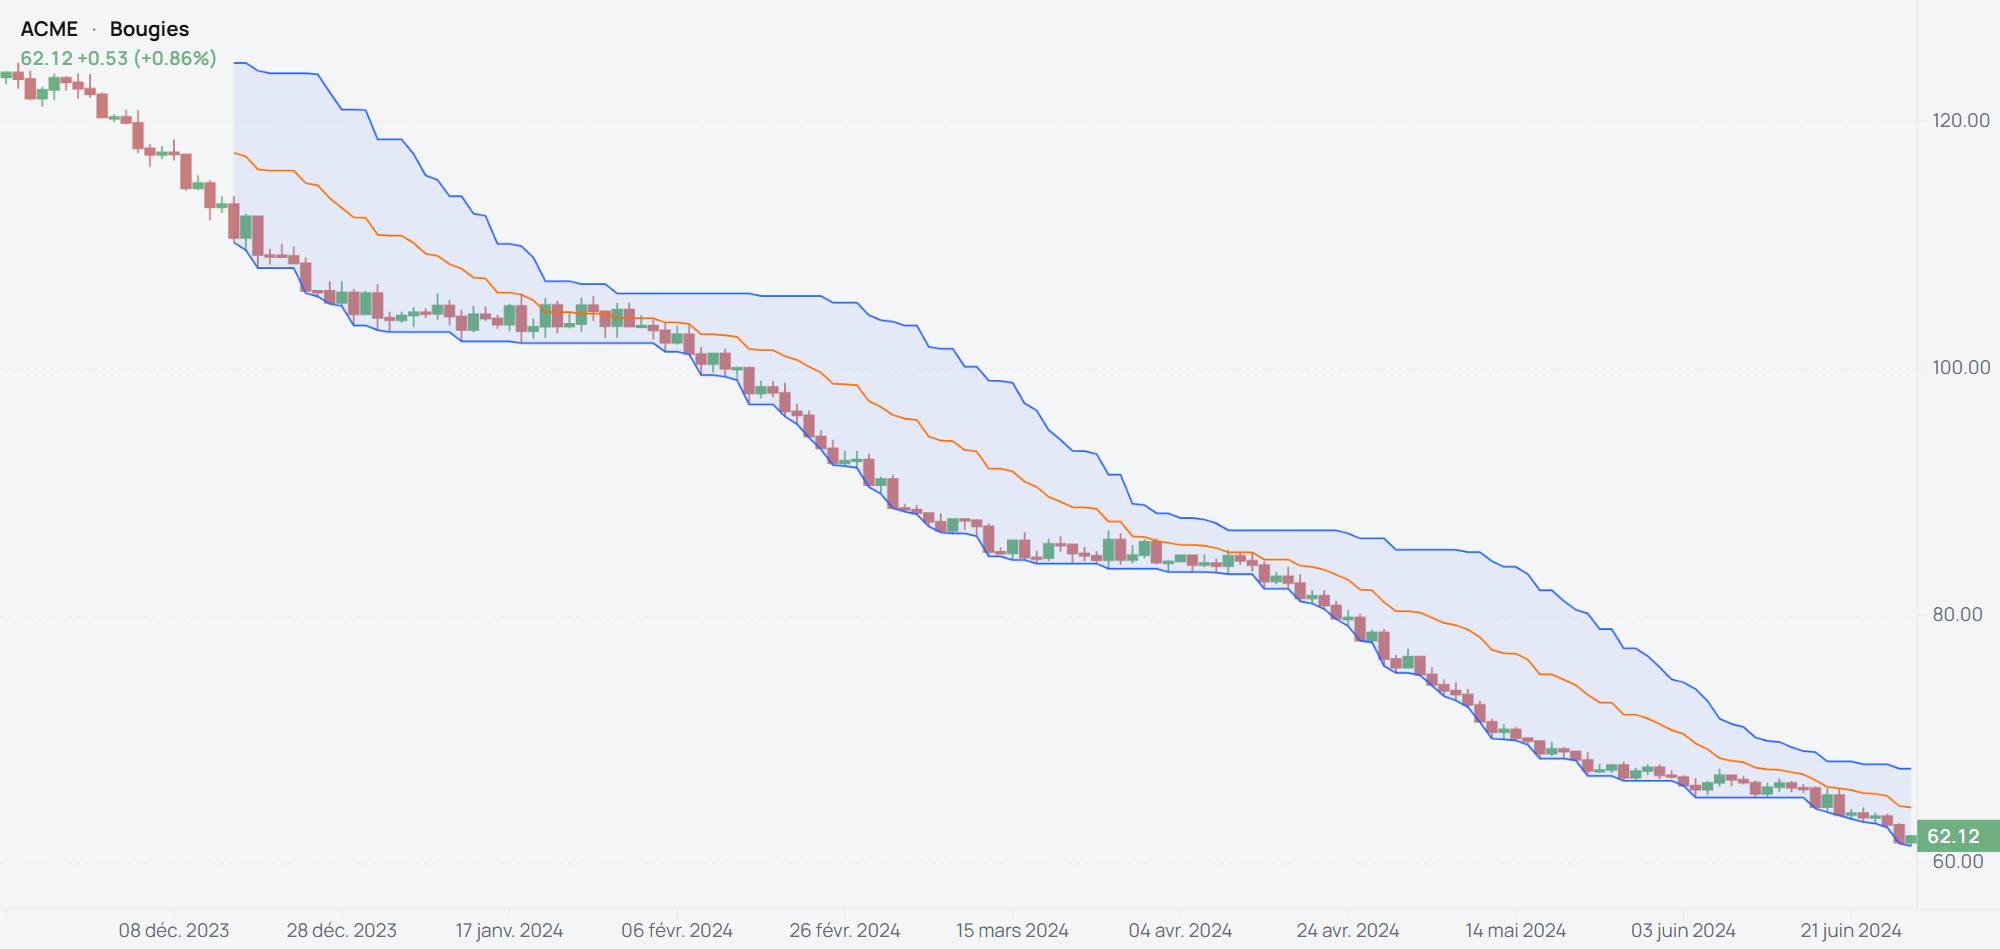 ACME · Bougies
62.12 +0.53 (+0.86%)
120.00
100.00
80.00
62.12
60.00
08 déc. 2023 28 déc. 2023 17 janv. 2024 06 févr. 2024 26 févr. 2024 15 mars 2024 04 avr. 2024 24 avr. 2024 14 mai 2024 03 juin 2024 21 juin 2024